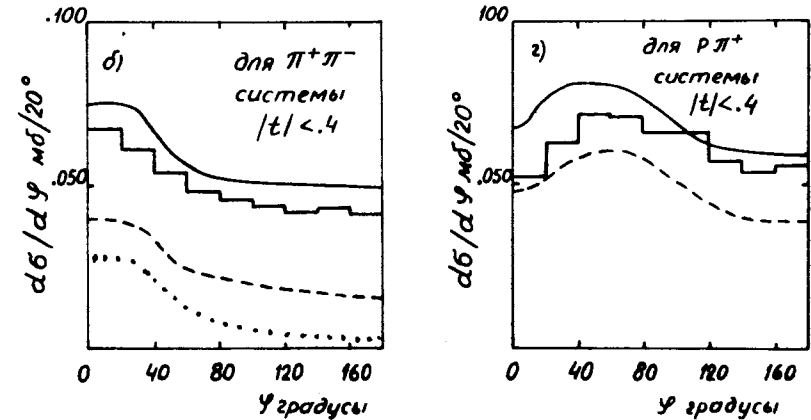 .100
б)
для π⁺π⁻
системы
|t|<.4
.050
dσ/dφ мб/20°
0 40 80 120 160
φ градусы
100
г)
для Pπ⁺
системы
|t|<.4
.050
dσ/dφ мб/20°
0 40 80 120 160
φ градусы